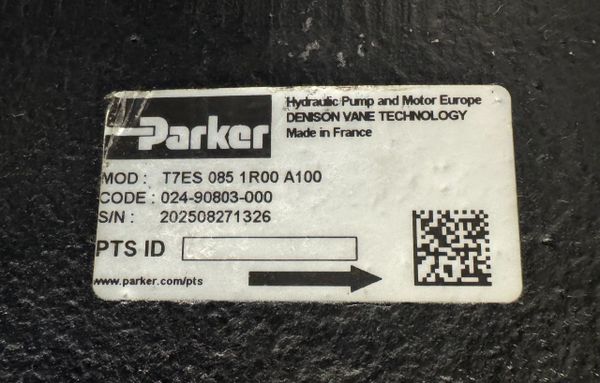 Parker
Hydraulic Pump and Motor Europe
DENISON VANE TECHNOLOGY
Made in France
MOD : T7ES 085 1R00 A100
CODE : 024-90803-000
S/N : 202508271326
PTS ID
www.parker.com/pts